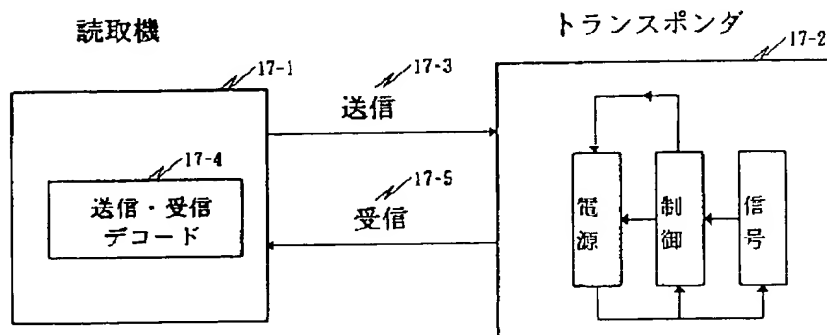 読取機
トランスポンダ
17-1
17-2
17-3
送信
17-4
送信・受信
デコード
17-5
受信
電源
制御
信号